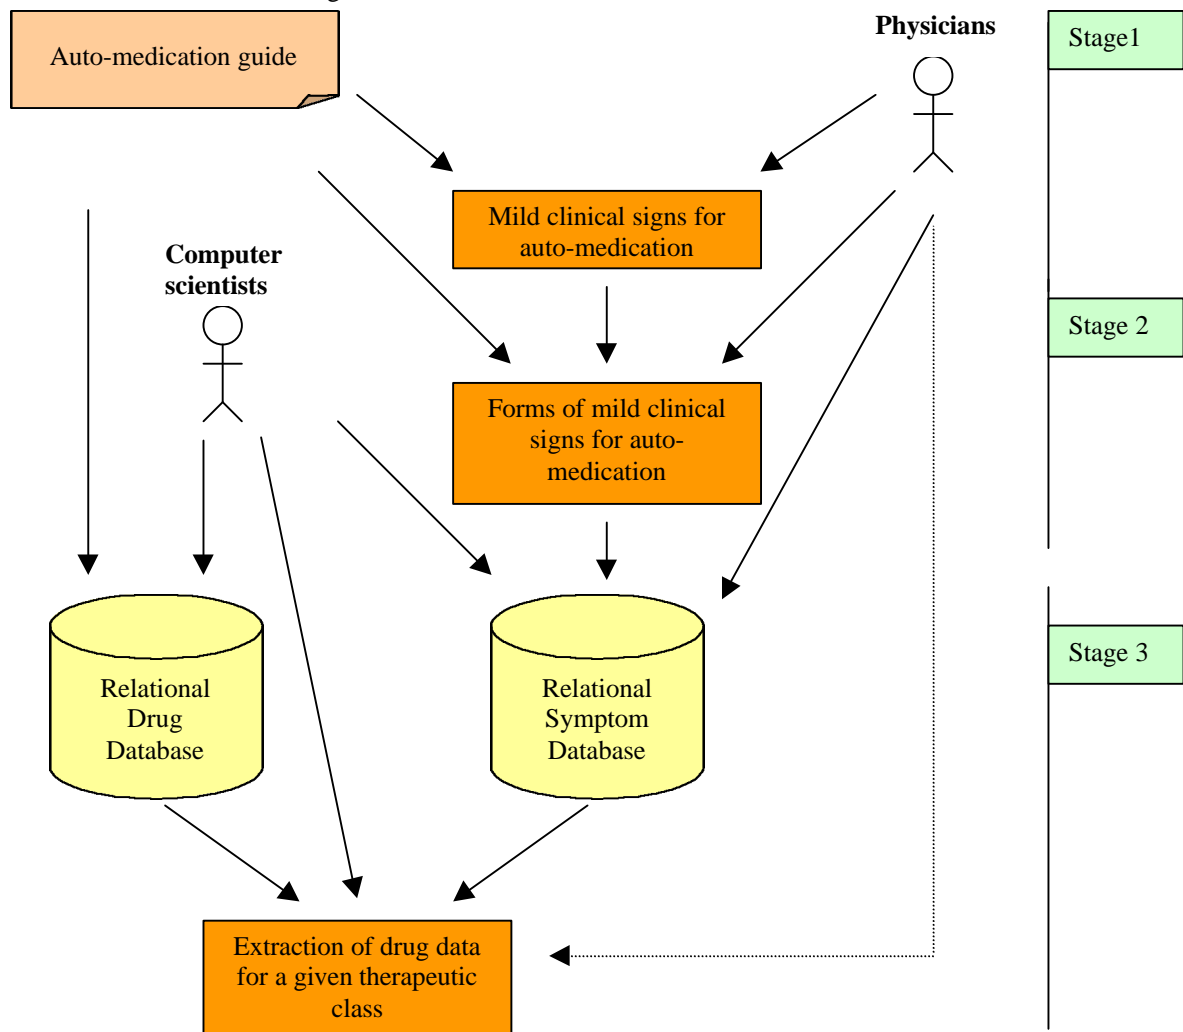 Auto-medication guide
Physicians
Stage1
Mild clinical signs for
auto-medication
Computer
scientists
Stage 2
Forms of mild clinical
signs for auto-
medication
Relational
Drug
Database
Relational
Symptom
Database
Stage 3
Extraction of drug data
for a given therapeutic
class